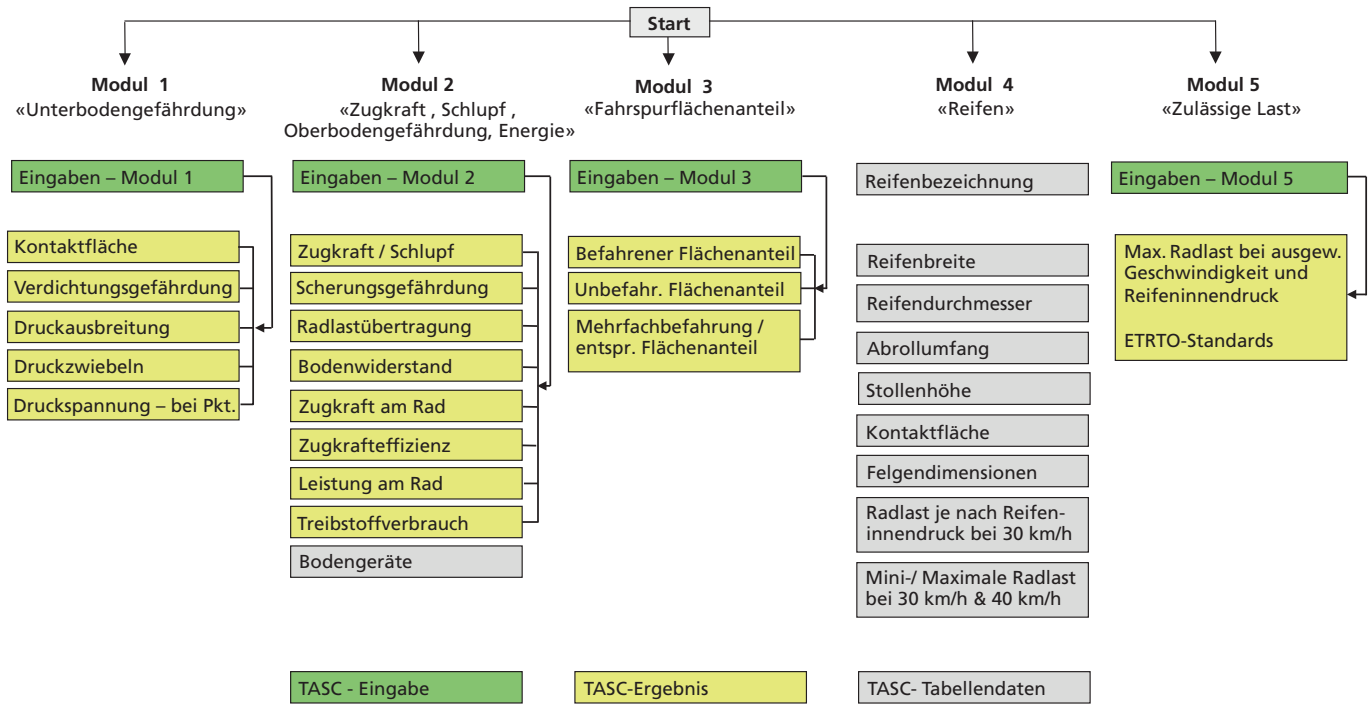 Start
Modul 1
«Unterbodengefährdung»
Modul 2
«Zugkraft , Schlupf ,
Oberbodengefährdung, Energie»
Modul 3
«Fahrspurflächenanteil»
Modul 4
«Reifen»
Modul 5
«Zulässige Last»
Eingaben – Modul 1
Kontaktfläche
Verdichtungsgefährdung
Druckausbreitung
Druckzwiebeln
Druckspannung – bei Pkt.
Eingaben – Modul 2
Zugkraft / Schlupf
Scherungsgefährdung
Radlastübertragung
Bodenwiderstand
Zugkraft am Rad
Zugkrafteffizienz
Leistung am Rad
Treibstoffverbrauch
Bodengeräte
Eingaben – Modul 3
Befahrener Flächenanteil
Unbefahr. Flächenanteil
Mehrfachbefahrung /
entspr. Flächenanteil
Reifenbezeichnung
Reifenbreite
Reifendurchmesser
Abrollumfang
Stollenhöhe
Kontaktfläche
Felgendimensionen
Radlast je nach Reifen-
innendruck bei 30 km/h
Mini-/ Maximale Radlast
bei 30 km/h & 40 km/h
Eingaben – Modul 5
Max. Radlast bei ausgew.
Geschwindigkeit und
Reifeninnendruck
ETRTO-Standards
TASC - Eingabe
TASC-Ergebnis
TASC- Tabellendaten